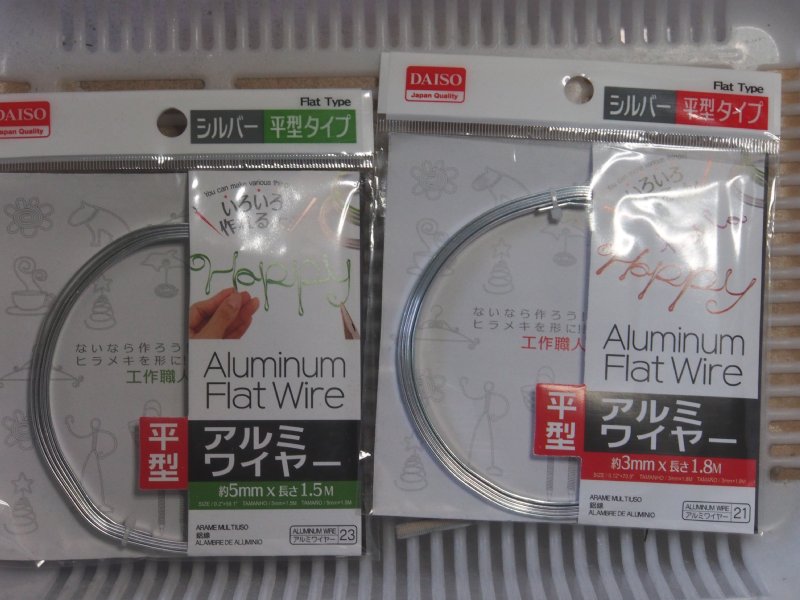 DAISO
Japan Quality
Flat Type
シルバー 平型タイプ
You can make various
いろいろ
作れる
Happy
ないなら作ろう!
ヒラメキを形に!
工作職人
Aluminum
Flat Wire
平型
アルミ
ワイヤー
約5mm x 長さ1.5M
ARAME MULTIUSO
鋁線
ALAMBRE DE ALUMINIO
ALUMINUM WIRE
アルミワイヤー 23
DAISO
Japan Quality
Flat Type
シルバー 平型タイプ
いろいろ
Happy
ないなら作ろう!
ヒラメキを形に!!
工作職人
Aluminum
Flat Wire
平型
アルミ
ワイヤー
約3mm x 長さ1.8M
ARAME MULTIUSO
鋁線
ALAMBRE DE ALUMINIO
ALUMINUM WIRE
アルミワイヤー 21